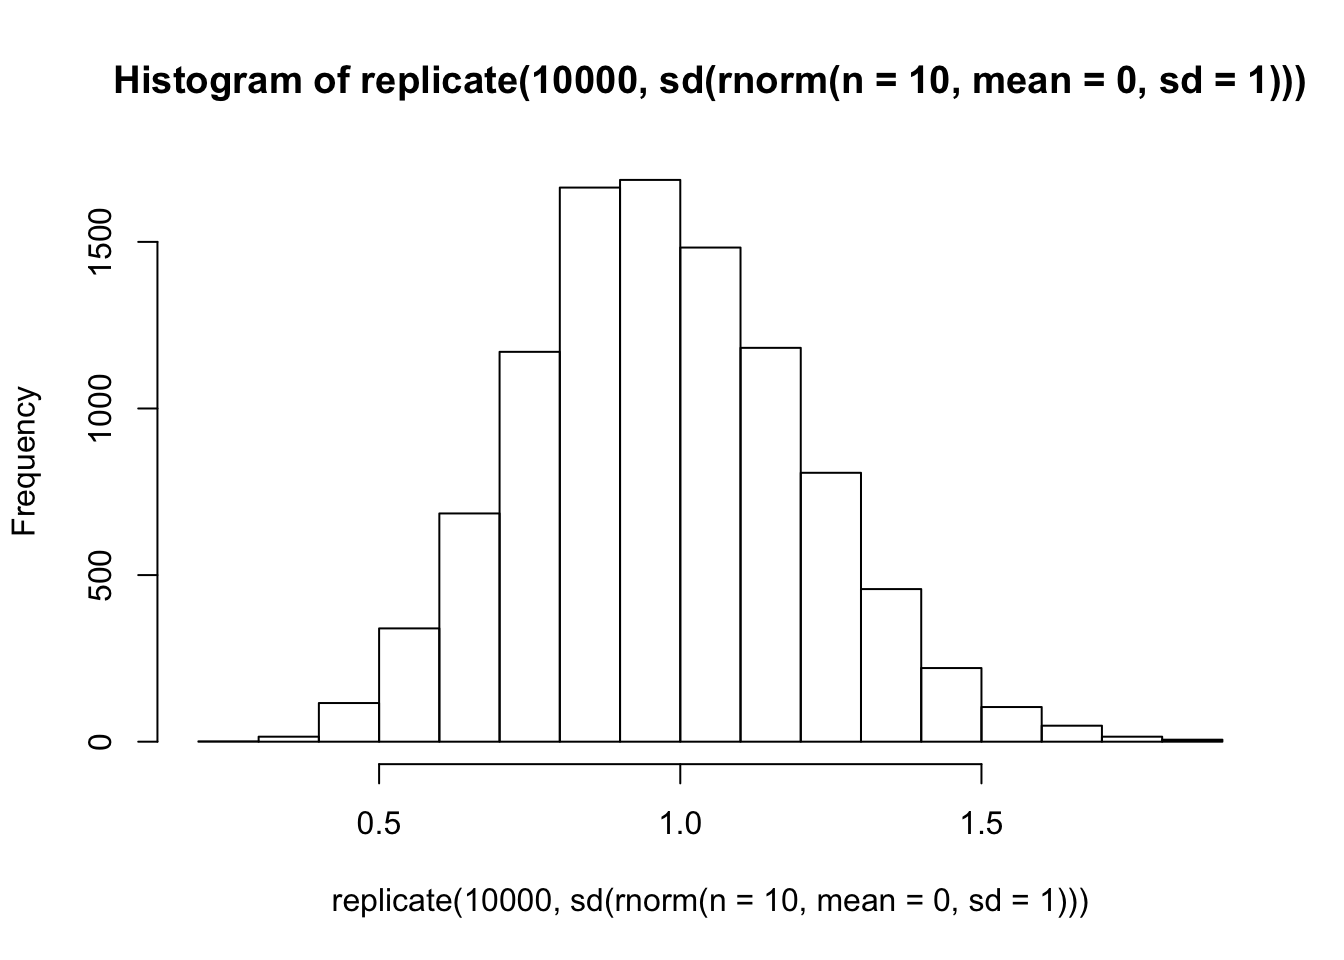 Histogram of replicate(10000, sd(rnorm(n = 10, mean = 0, sd = 1)))
Frequency
1500
1000
500
0
0.5 1.0 1.5
replicate(10000, sd(rnorm(n = 10, mean = 0, sd = 1)))